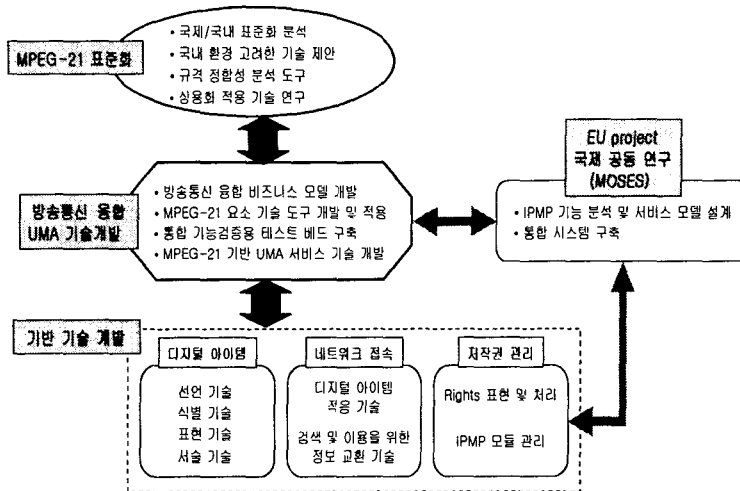 MPEG-21 표준화
• 국제/국내 표준화 분석
• 국내 환경 고려한 기술 제안
• 규격 정합성 분석 도구
• 상용화 적용 기술 연구
방송통신 융합
UMA 기술개발
• 방송통신 융합 비즈니스 모델 개발
• MPEG-21 요소 기술 도구 개발 및 적용
• 통합 기능검증용 테스트 베드 구축
• MPEG-21 기반 UMA 서비스 기술 개발
EU project
국제 공동 연구
(MOSES)
• IPMP 기능 분석 및 서비스 모델 설계
• 통합 시스템 구축
기반 기술 개발
디지털 아이템
선언 기술
식별 기술
표현 기술
서술 기술
네트워크 접속
디지털 아이템
적응 기술
검색 및 이용을 위한
정보 교환 기술
저작권 관리
Rights 표현 및 처리
IPMP 모듈 관리